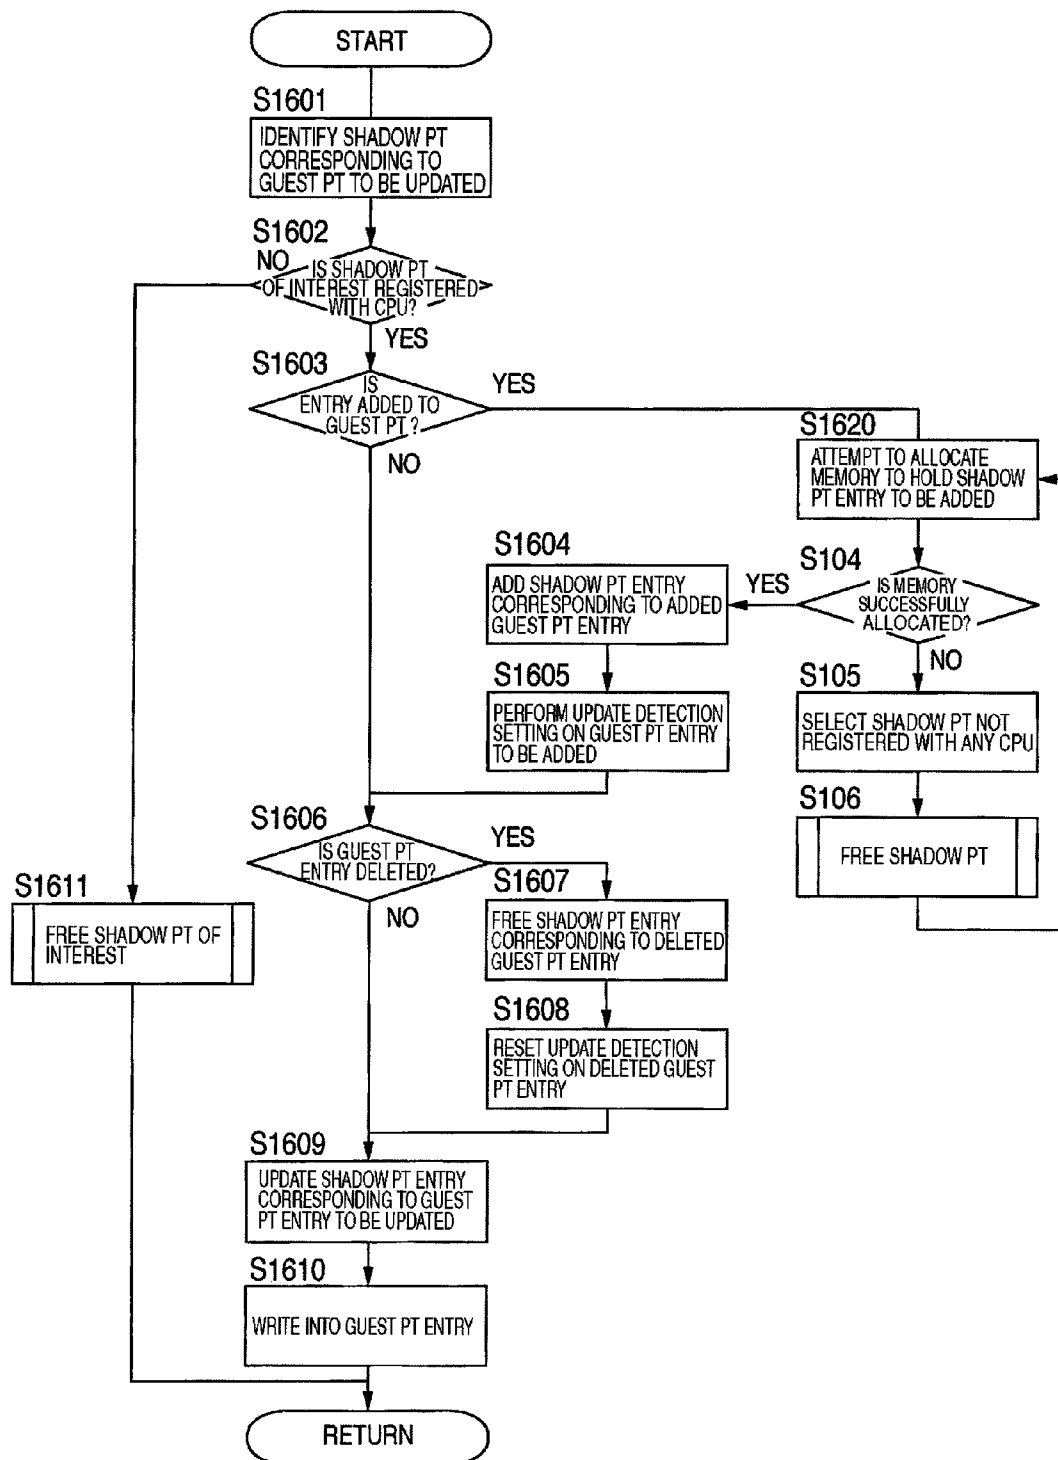 START
S1601
IDENTIFY SHADOW PT
CORRESPONDING TO
GUEST PT TO BE UPDATED
S1602
NO
IS SHADOW PT
OF INTEREST REGISTERED
WITH CPU?
YES
S1603
IS
ENTRY ADDED TO
GUEST PT ?
YES
NO
S1620
ATTEMPT TO ALLOCATE
MEMORY TO HOLD SHADOW
PT ENTRY TO BE ADDED
S104
IS MEMORY
SUCCESSFULLY
ALLOCATED?
YES
NO
S1604
ADD SHADOW PT ENTRY
CORRESPONDING TO ADDED
GUEST PT ENTRY
S1605
PERFORM UPDATE DETECTION
SETTING ON GUEST PT ENTRY
TO BE ADDED
S105
SELECT SHADOW PT NOT
REGISTERED WITH ANY CPU
S106
FREE SHADOW PT
S1606
IS GUEST PT
ENTRY DELETED?
YES
NO
S1607
FREE SHADOW PT ENTRY
CORRESPONDING TO DELETED
GUEST PT ENTRY
S1608
RESET UPDATE DETECTION
SETTING ON DELETED GUEST
PT ENTRY
S1611
FREE SHADOW PT OF
INTEREST
S1609
UPDATE SHADOW PT ENTRY
CORRESPONDING TO GUEST
PT ENTRY TO BE UPDATED
S1610
WRITE INTO GUEST PT ENTRY
RETURN